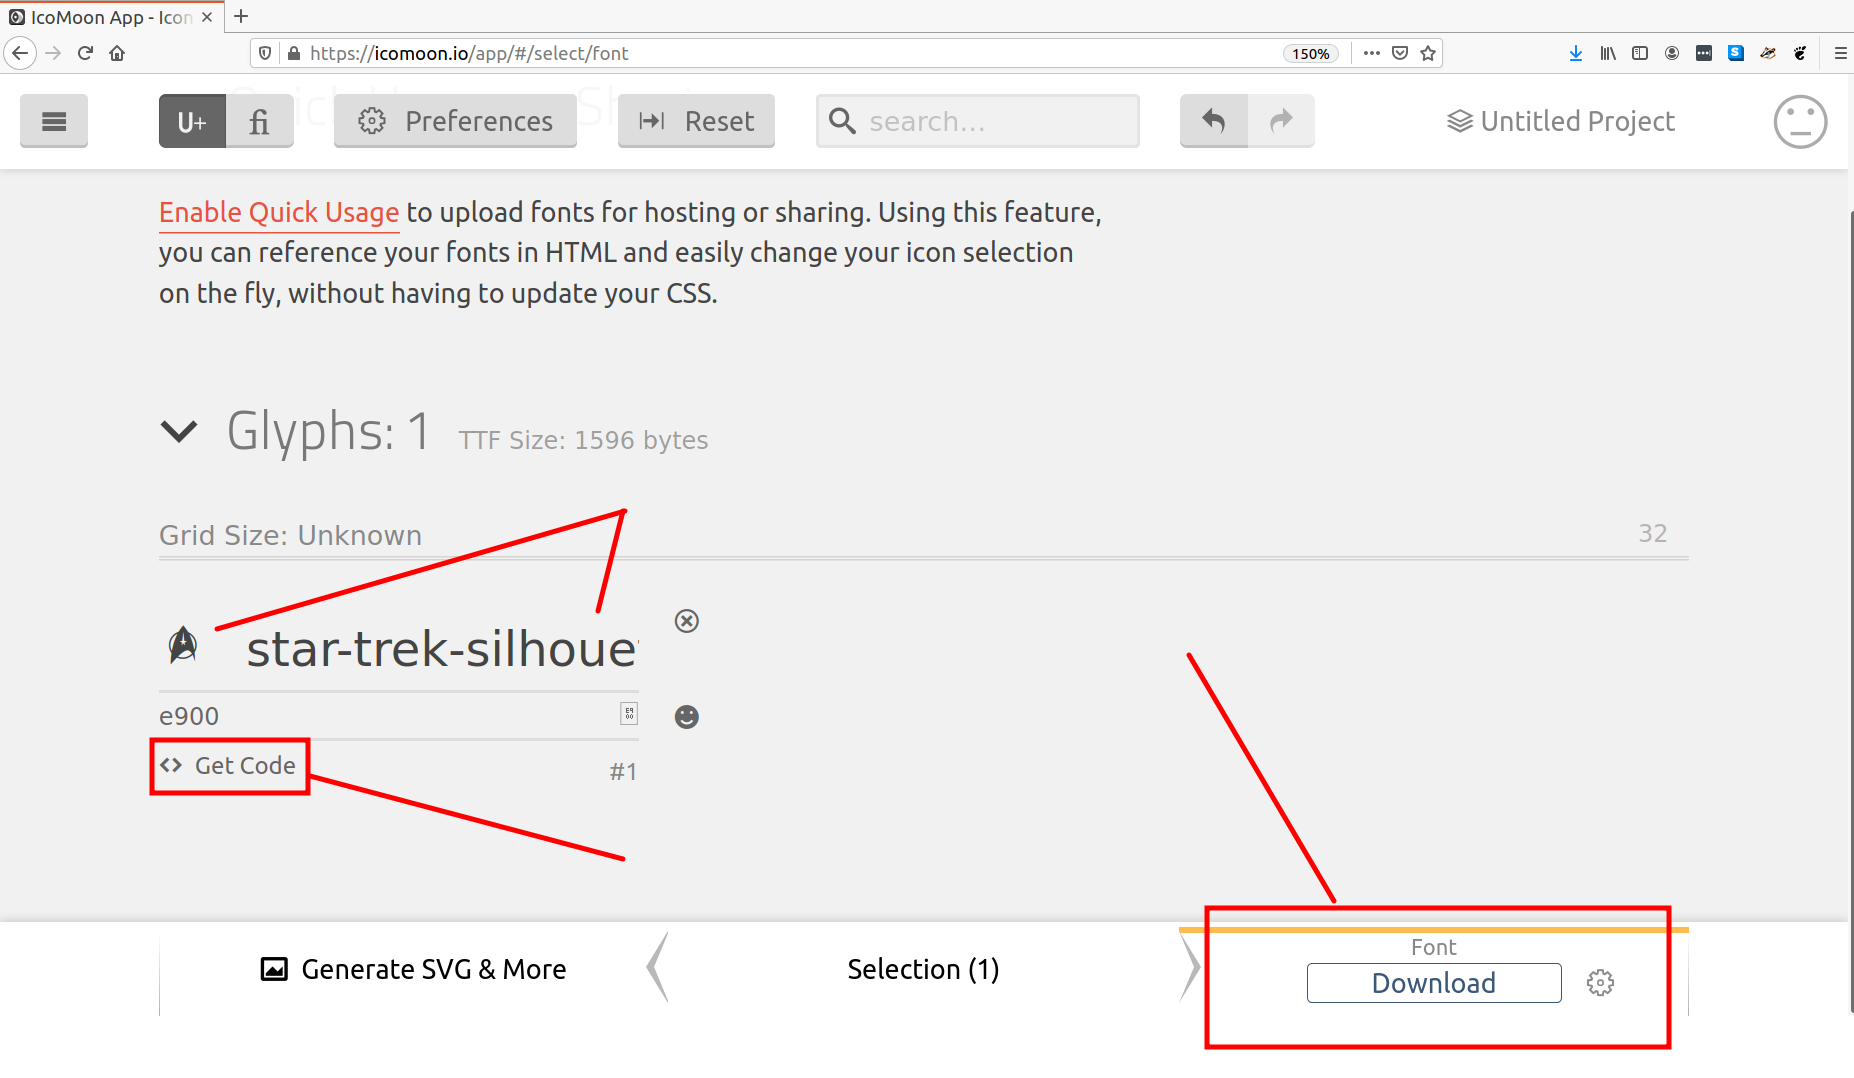 IcoMoon App - Icon
https://icomoon.io/app/#/select/font
150%
U+
fi
Preferences
Reset
search...
Untitled Project
Enable Quick Usage to upload fonts for hosting or sharing. Using this feature,
you can reference your fonts in HTML and easily change your icon selection
on the fly, without having to update your CSS.
Glyphs: 1 TTF Size: 1596 bytes
Grid Size: Unknown
32
star-trek-silhouet
e900
Get Code
#1
Generate SVG & More
Selection (1)
Font
Download